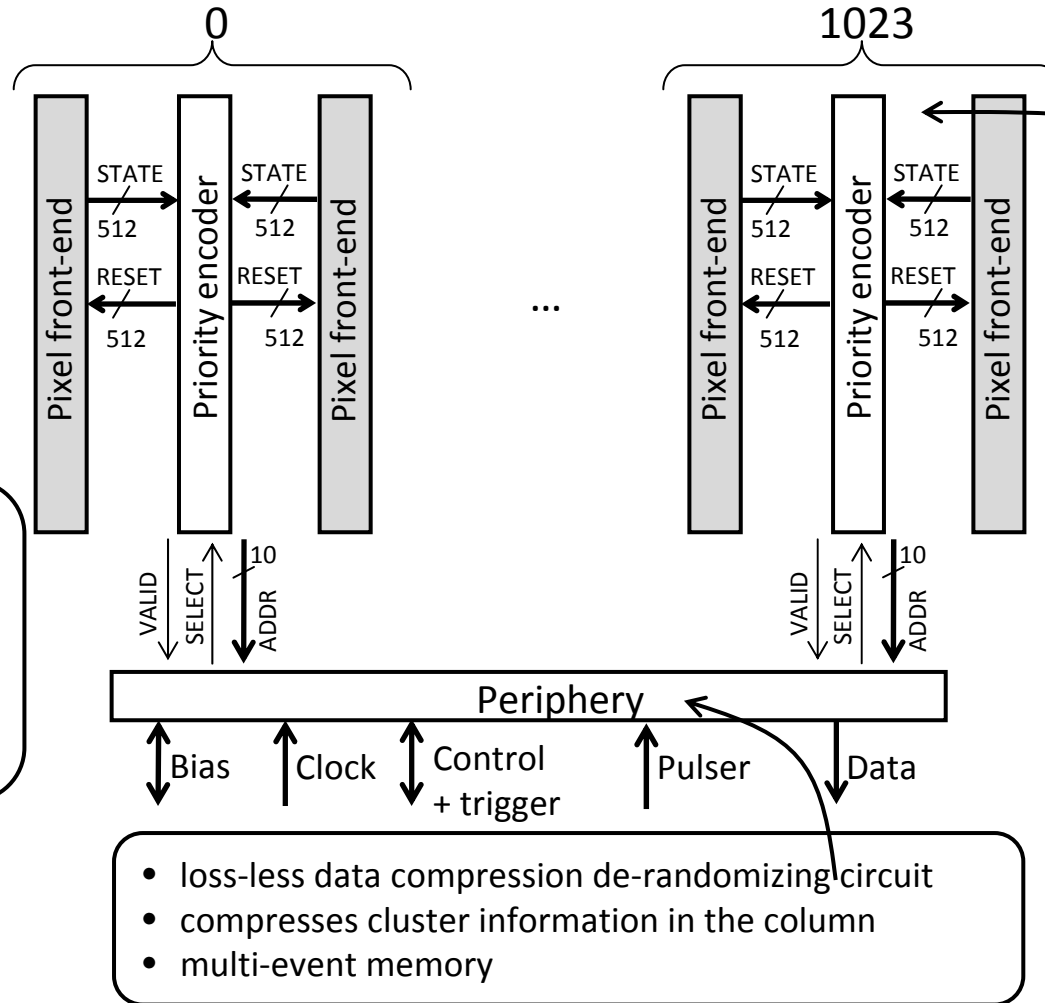 0
1023
Pixel front-end
STATE
512
RESET
512
Priority encoder
STATE
512
RESET
512
Pixel front-end
...
Pixel front-end
STATE
512
RESET
512
Priority encoder
STATE
512
RESET
512
Pixel front-end
VALID
SELECT
10
ADDR
VALID
SELECT
10
ADDR
Periphery
Bias
Clock
Control
+ trigger
Pulser
Data
• loss-less data compression de-randomizing circuit
• compresses cluster information in the column
• multi-event memory